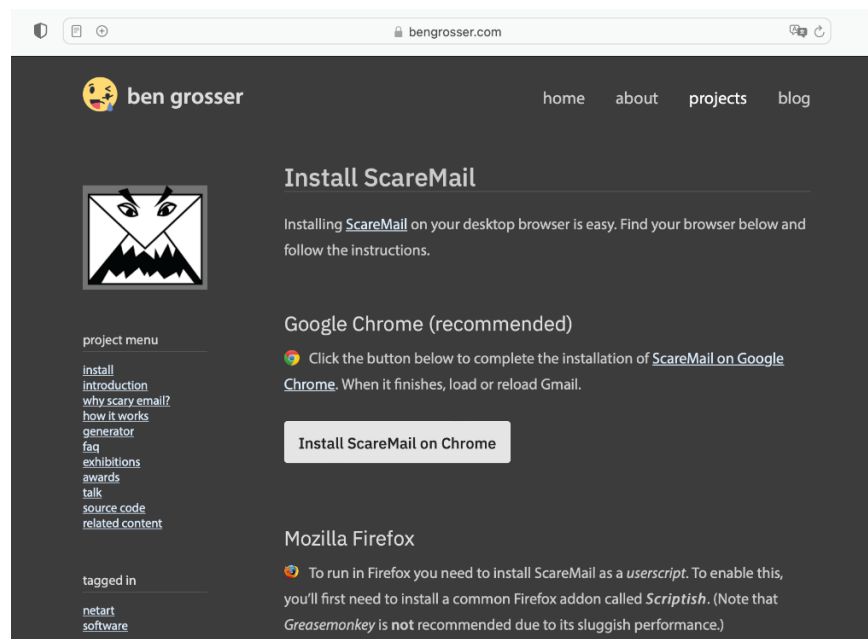 bengrosser.com
ben grosser
home about projects blog
Install ScareMail
Installing ScareMail on your desktop browser is easy. Find your browser below and
follow the instructions.
Google Chrome (recommended)
Click the button below to complete the installation of ScareMail on Google
Chrome. When it finishes, load or reload Gmail.
Install ScareMail on Chrome
Mozilla Firefox
To run in Firefox you need to install ScareMail as a userscript. To enable this,
you'll first need to install a common Firefox addon called Scriptish. (Note that
Greasemonkey is not recommended due to its sluggish performance.)
project menu
install
introduction
why scary email?
how it works
generator
faq
exhibitions
awards
talk
source code
related content
tagged in
netart
software